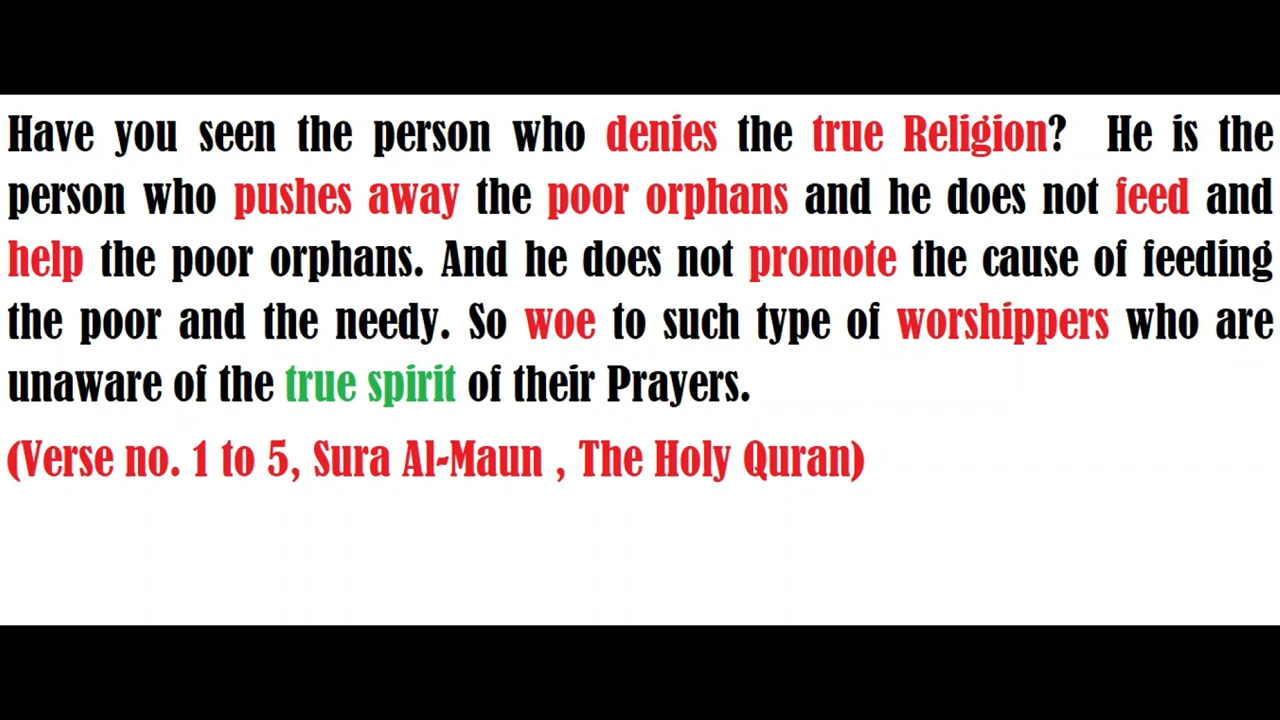 Have you seen the person who denies the true Religion? He is the
person who pushes away the poor orphans and he does not feed and
help the poor orphans. And he does not promote the cause of feeding
the poor and the needy. So woe to such type of worshippers who are
unaware of the true spirit of their Prayers.
(Verse no. 1 to 5, Sura Al-Maun , The Holy Quran)